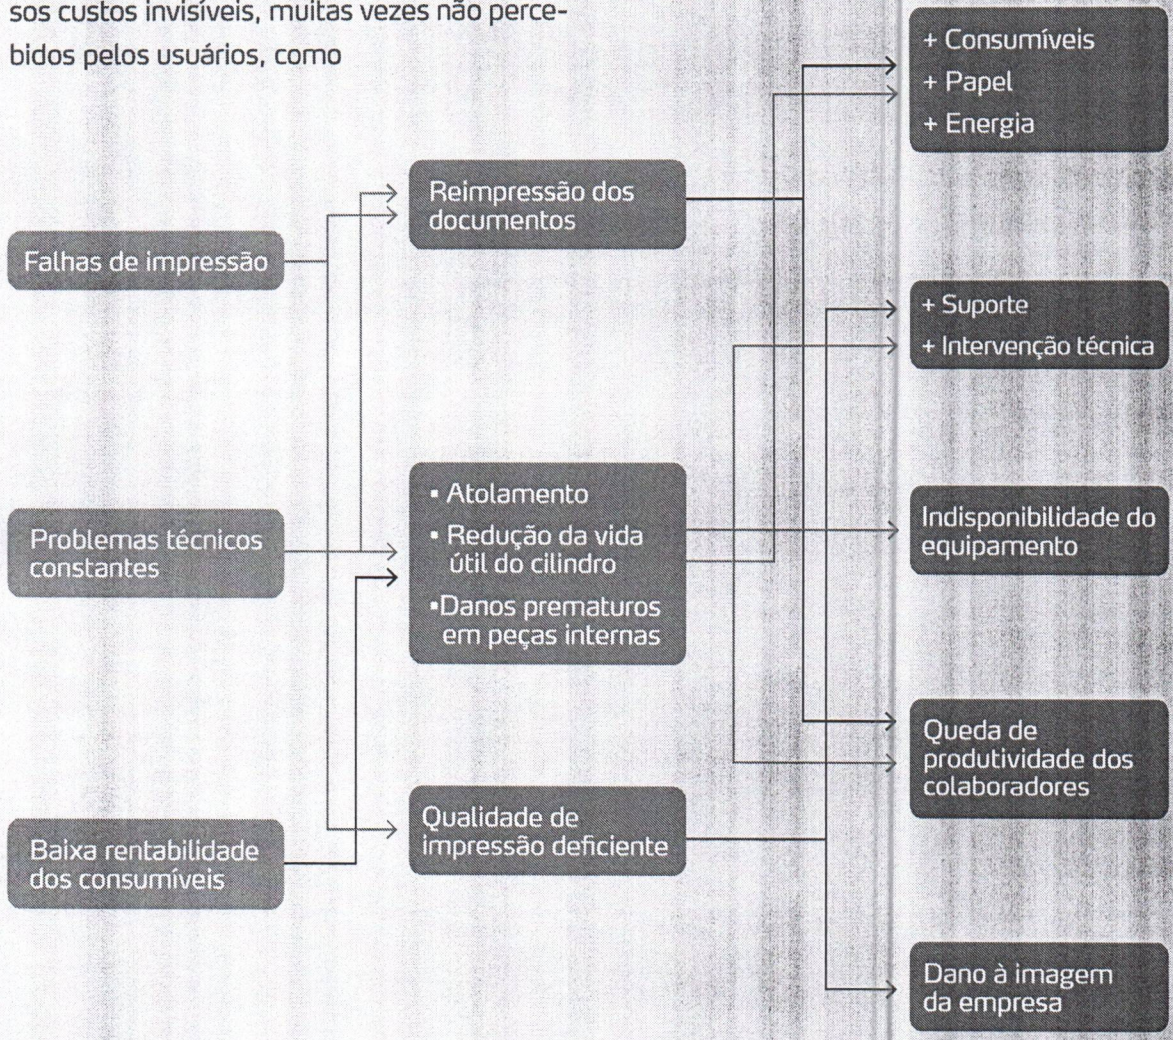 sos custos invisíveis, muitas vezes não perce-
bidos pelos usuários, como
Falhas de impressão
Problemas técnicos
constantes
Baixa rentabilidade
dos consumíveis
Reimpressão dos
documentos
▪ Atolamento
▪ Redução da vida
útil do cilindro
▪Danos prematuros
em peças internas
Qualidade de
impressão deficiente
+ Consumíveis
+ Papel
+ Energia
+ Suporte
+ Intervenção técnica
Indisponibilidade do
equipamento
Queda de
produtividade dos
colaboradores
Dano à imagem
da empresa